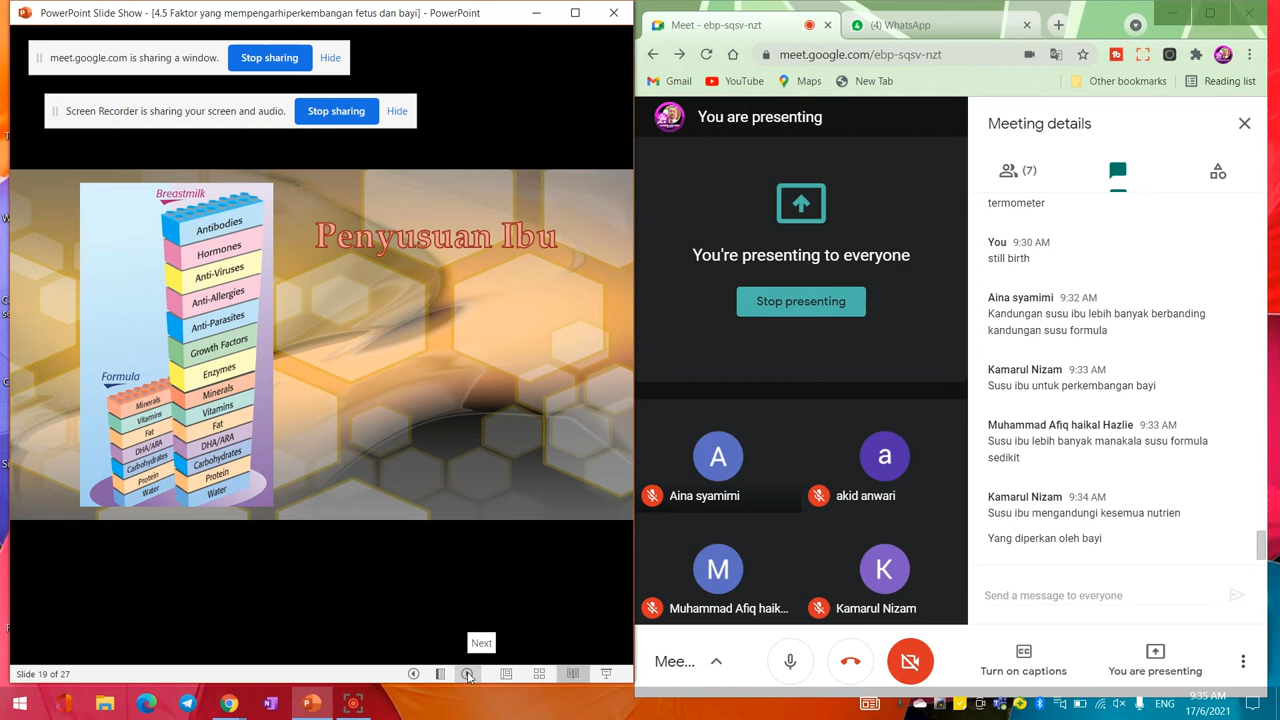 PowerPoint Slide Show - [4.5 Faktor yang mempengarhiperkembangan fetus dan bayi] - PowerPoint
meet.google.com is sharing a window.
Stop sharing
Hide
Screen Recorder is sharing your screen and audio.
Stop sharing
Hide
Breastmilk
Antibodies
Hormones
Anti-Viruses
Anti-Allergies
Anti-Parasites
Growth Factors
Enzymes
Minerals
Vitamins
Fat
DHA/ARA
Carbohydrates
Protein
Water
Formula
Minerals
Vitamins
Fat
DHA/ARA
Carbohydrates
Protein
Water
Penyusuan Ibu
Next
Slide 19 of 27
Meet - ebp-sqsv-nzt
(4) WhatsApp
meet.google.com/ebp-sqsv-nzt
Gmail
YouTube
Maps
New Tab
Other bookmarks
Reading list
You are presenting
You're presenting to everyone
Stop presenting
A
Aina syamimi
a
akid anwari
M
Muhammad Afiq haik...
K
Kamarul Nizam
Meeting details
(7)
termometer
You 9:30 AM
still birth
Aina syamimi 9:32 AM
Kandungan susu ibu lebih banyak berbanding
kandungan susu formula
Kamarul Nizam 9:33 AM
Susu ibu untuk perkembangan bayi
Muhammad Afiq haikal Hazlie 9:33 AM
Susu ibu lebih banyak manakala susu formula
sedikit
Kamarul Nizam 9:34 AM
Susu ibu mengandungi kesemua nutrien
Yang diperkan oleh bayi
Send a message to everyone
Mee...
Turn on captions
You are presenting
ENG
9:35 AM
17/6/2021